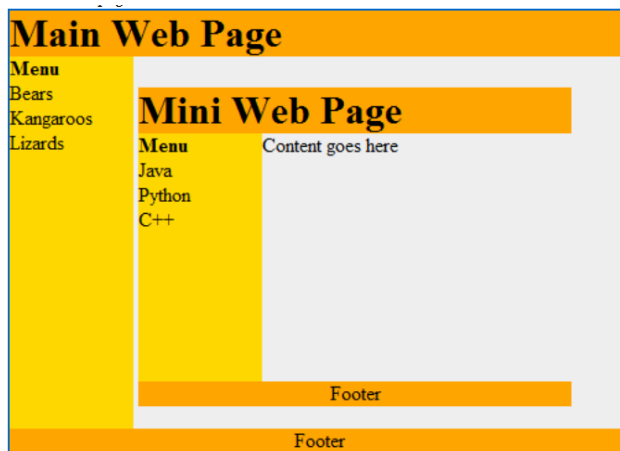 Main Web Page
Menu
Bears
Kangaroos
Lizards
Mini Web Page
Menu
Java
Python
C++
Content goes here
Footer
Footer